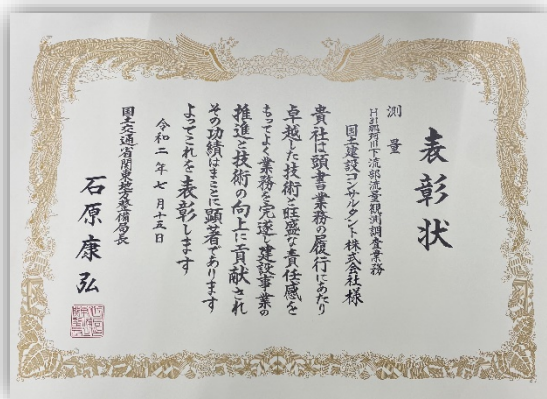 表彰状
測量
H31那珂川下流部流量観測調査業務
国土建設コンサルタント株式会社様
貴社は頭書業務の履行にあたり
卓越した技術と旺盛な責任感を
もってよく業務を完遂し建設事業の
推進と技術の向上に貢献され
その功績はまことに顕著であります
よってこれを表彰します
令和二年七月十五日
国土交通省関東地方整備局長
石原康弘